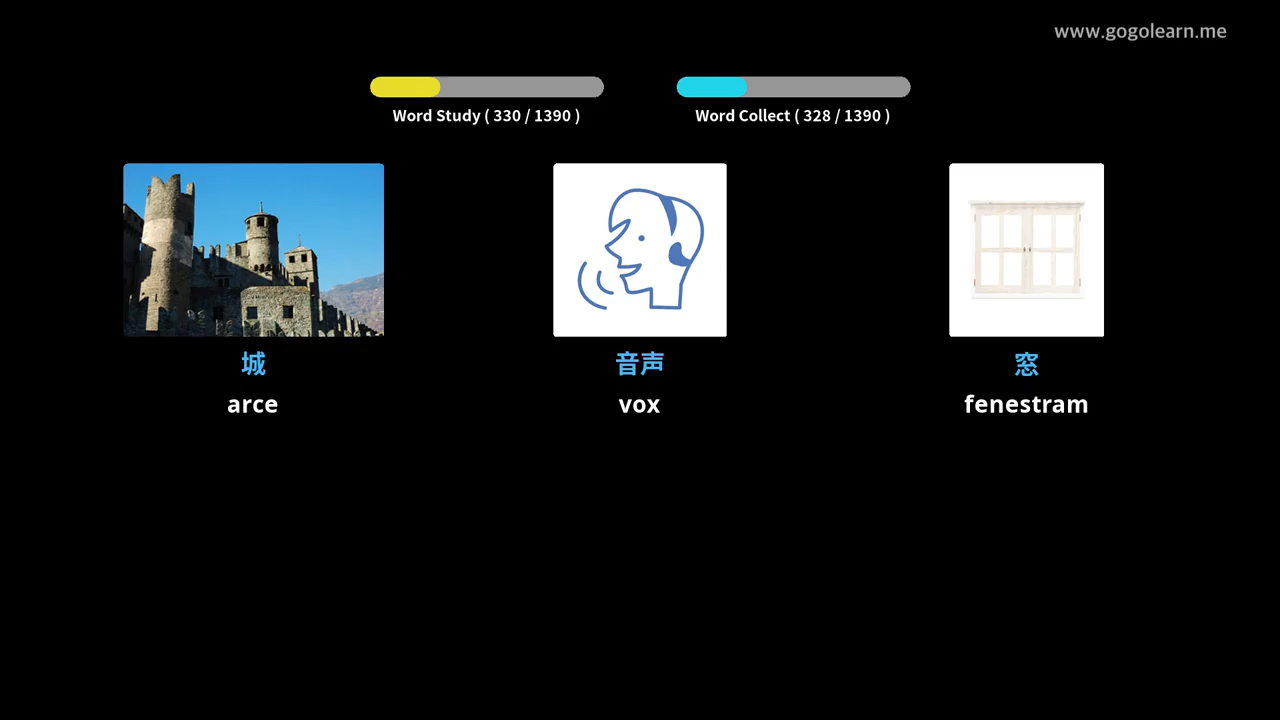 www.gogolearn.me
Word Study ( 330 / 1390 )
Word Collect ( 328 / 1390 )
城
arce
音声
vox
窓
fenestram